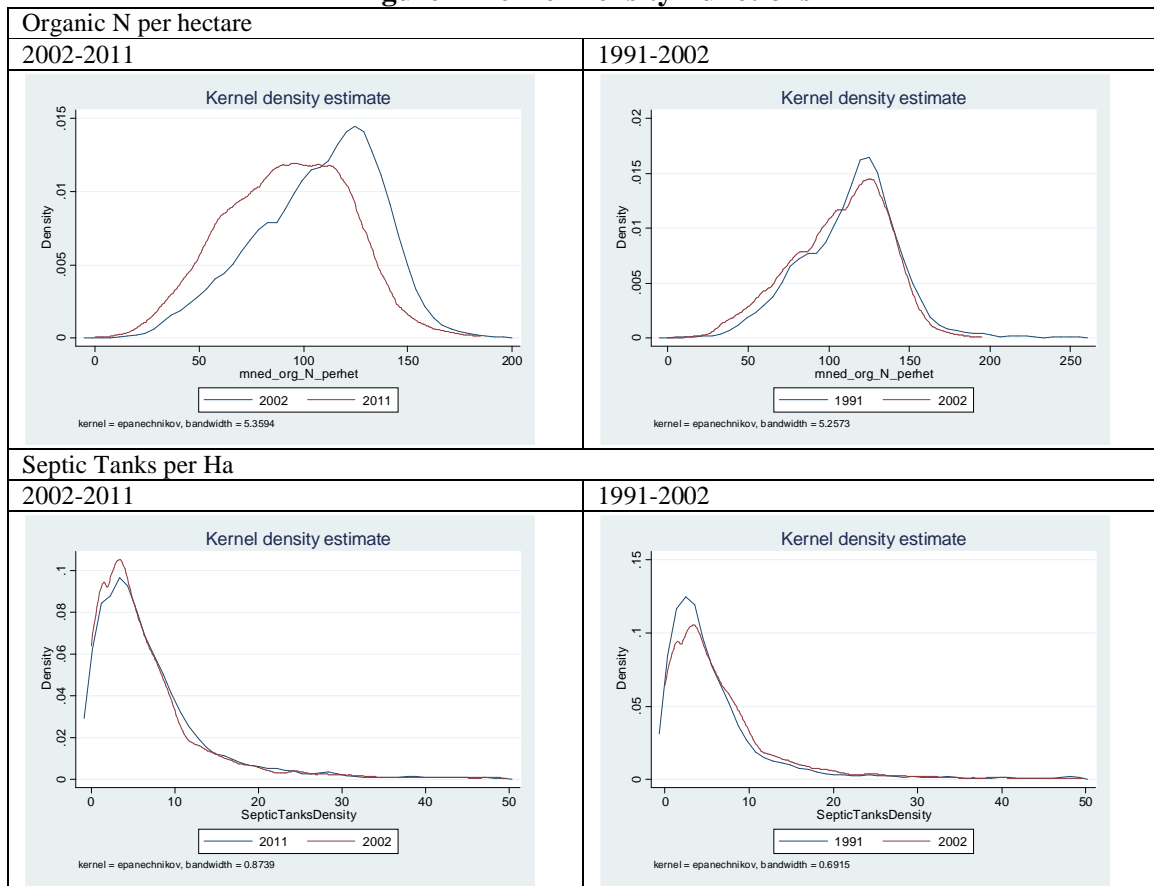 Organic N per hectare
2002-2011
1991-2002
Kernel density estimate
.015
.01
.005
0
Density
0 50 100 150 200
mned_org_N_perhet
2002 2011
kernel = epanechnikov, bandwidth = 5.3594
Kernel density estimate
.02
.015
.01
.005
0
Density
0 50 100 150 200 250
mned_org_N_perhet
1991 2002
kernel = epanechnikov, bandwidth = 5.2573
Septic Tanks per Ha
2002-2011
1991-2002
Kernel density estimate
.1
.08
.06
.04
.02
0
Density
0 10 20 30 40 50
SepticTanksDensity
2011 2002
kernel = epanechnikov, bandwidth = 0.8739
Kernel density estimate
.15
.1
.05
0
Density
0 10 20 30 40 50
SepticTanksDensity
1991 2002
kernel = epanechnikov, bandwidth = 0.6915